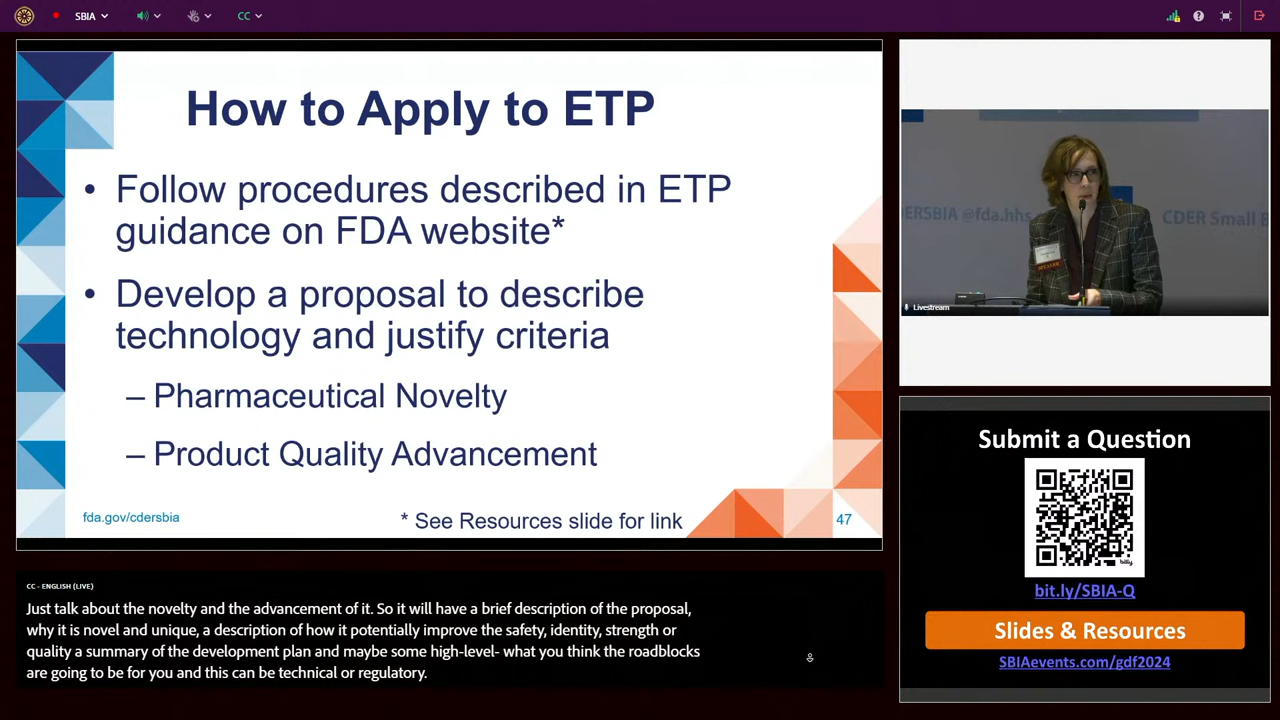 SBIA
CC
How to Apply to ETP
• Follow procedures described in ETP
guidance on FDA website*
• Develop a proposal to describe
technology and justify criteria
– Pharmaceutical Novelty
– Product Quality Advancement
fda.gov/cdersbia
* See Resources slide for link
47
CDERSBIA @fda.hhs
CDER Small B
SPEAKER
Livestream
Submit a Question
bitly
bit.ly/SBIA-Q
Slides & Resources
SBIAevents.com/gdf2024
CC - ENGLISH (LIVE)
Just talk about the novelty and the advancement of it. So it will have a brief description of the proposal,
why it is novel and unique, a description of how it potentially improve the safety, identity, strength or
quality a summary of the development plan and maybe some high-level- what you think the roadblocks
are going to be for you and this can be technical or regulatory.